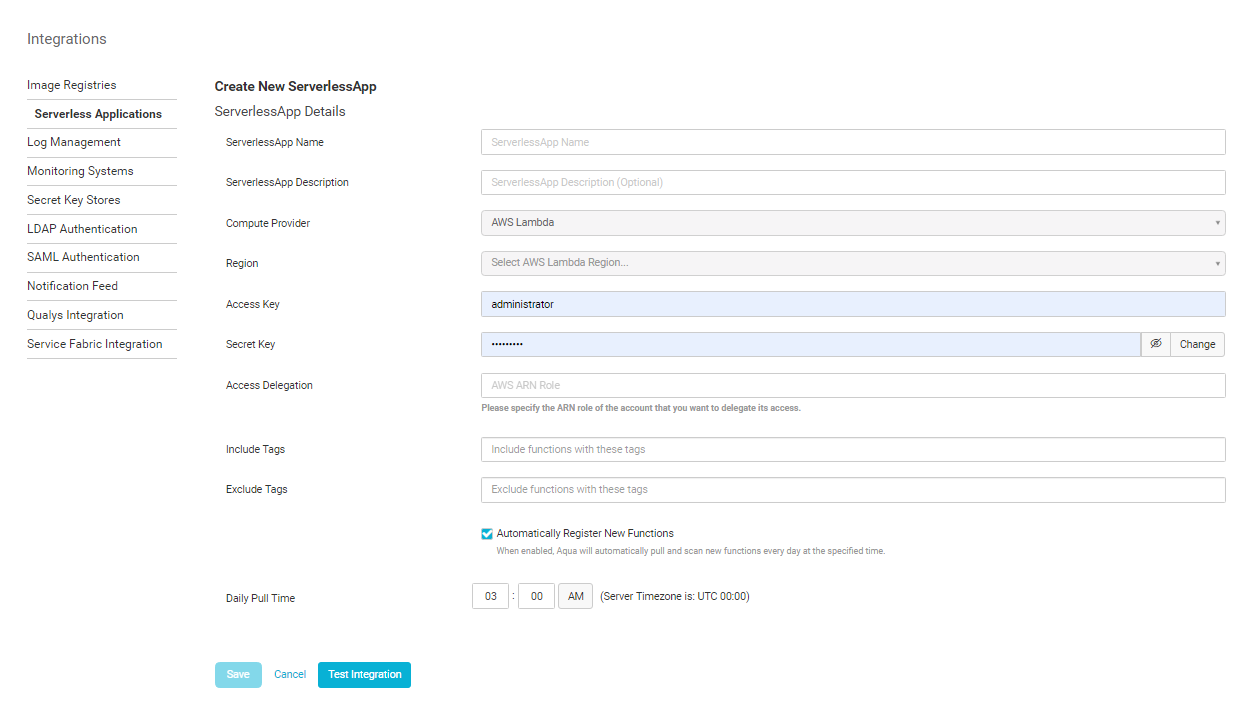 Integrations
Image Registries
Serverless Applications
Log Management
Monitoring Systems
Secret Key Stores
LDAP Authentication
SAML Authentication
Notification Feed
Qualys Integration
Service Fabric Integration
Create New ServerlessApp
ServerlessApp Details
ServerlessApp Name ServerlessApp Name
ServerlessApp Description ServerlessApp Description (Optional)
Compute Provider AWS Lambda
Region Select AWS Lambda Region...
Access Key administrator
Secret Key ••••••••• Change
Access Delegation AWS ARN Role
Please specify the ARN role of the account that you want to delegate its access.
Include Tags Include functions with these tags
Exclude Tags Exclude functions with these tags
Automatically Register New Functions
When enabled, Aqua will automatically pull and scan new functions every day at the specified time.
Daily Pull Time 03 : 00 AM (Server Timezone is: UTC 00:00)
Save Cancel Test Integration